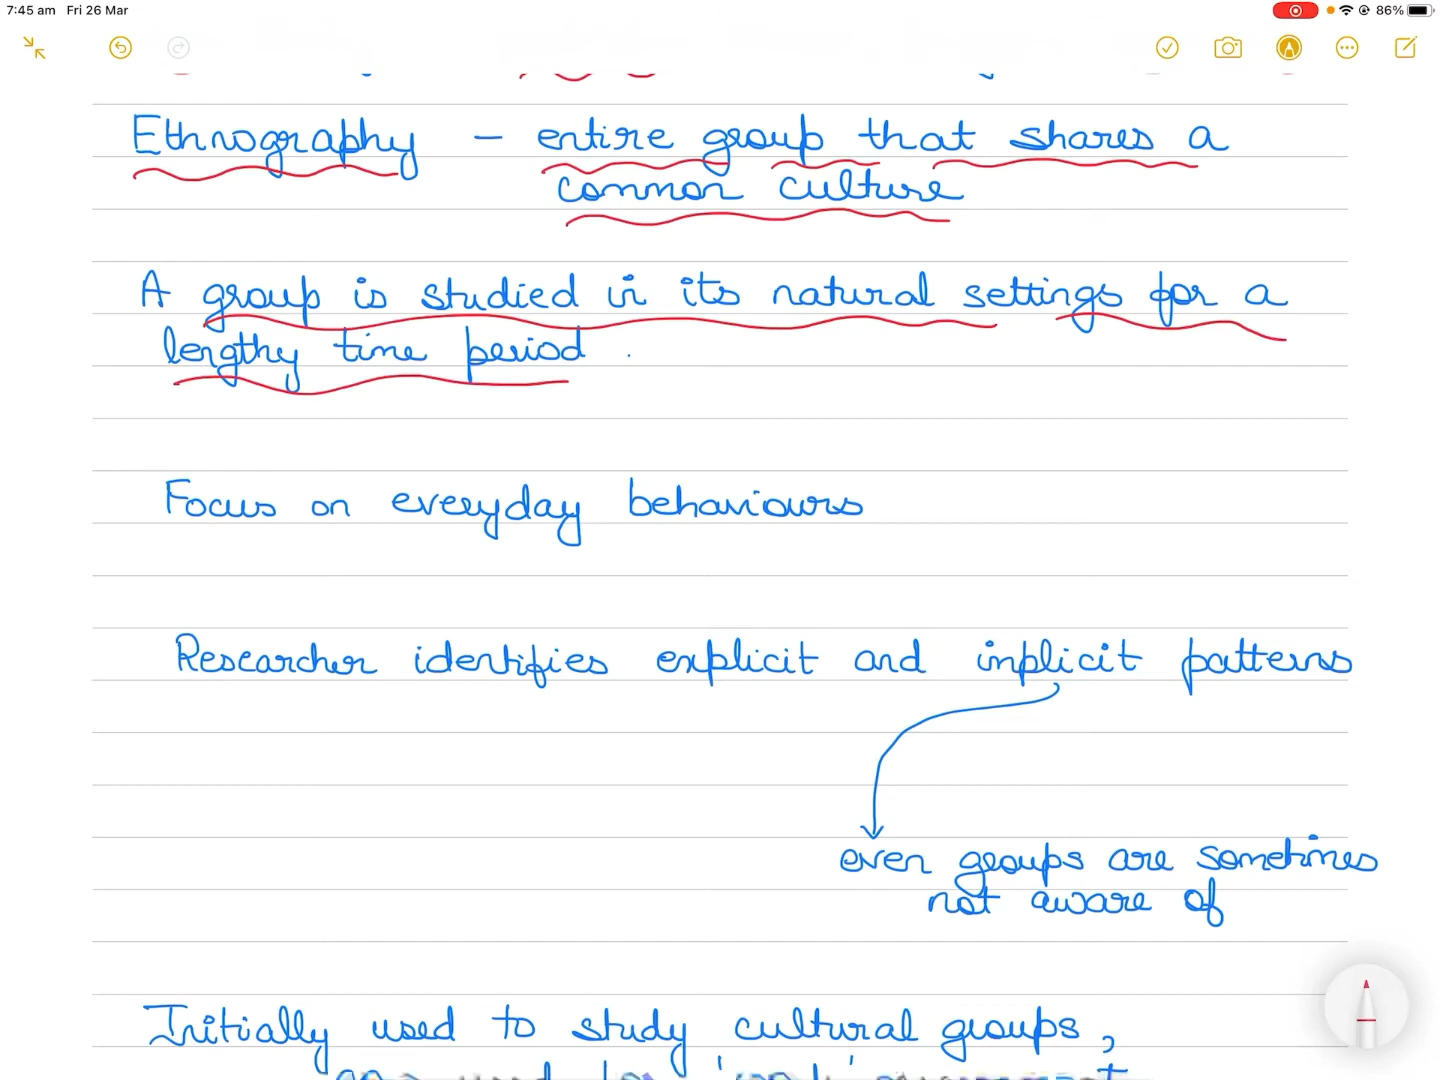 7:45 am Fri 26 Mar 86%
Ethnography – entire group that shares a
common culture
A group is studied in its natural settings for a
lengthy time period.
Focus on everyday behaviours
Researcher identifies explicit and implicit patterns
even groups are sometimes
not aware of
Initially used to study cultural groups,